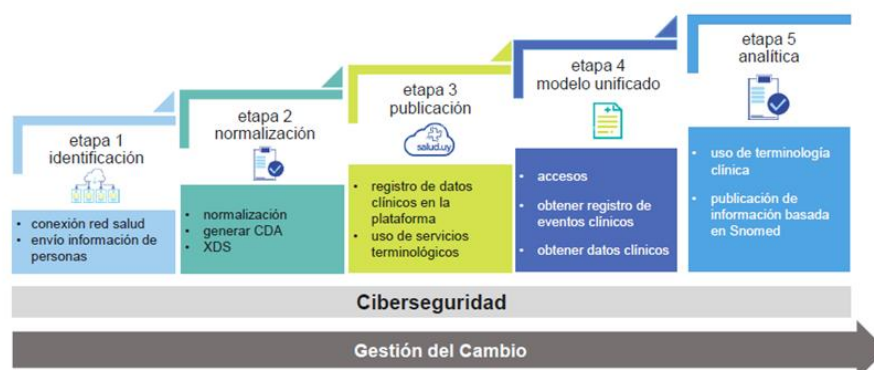 etapa 1
identificación
• conexión red salud
• envío información de
personas
etapa 2
normalización
• normalización
• generar CDA
• XDS
etapa 3
publicación
salud.uy
• registro de datos
clínicos en la
plataforma
• uso de servicios
terminológicos
etapa 4
modelo unificado
• accesos
• obtener registro de
eventos clínicos
• obtener datos clínicos
etapa 5
analítica
• uso de terminología
clínica
• publicación de
información basada
en Snomed
Ciberseguridad
Gestión del Cambio